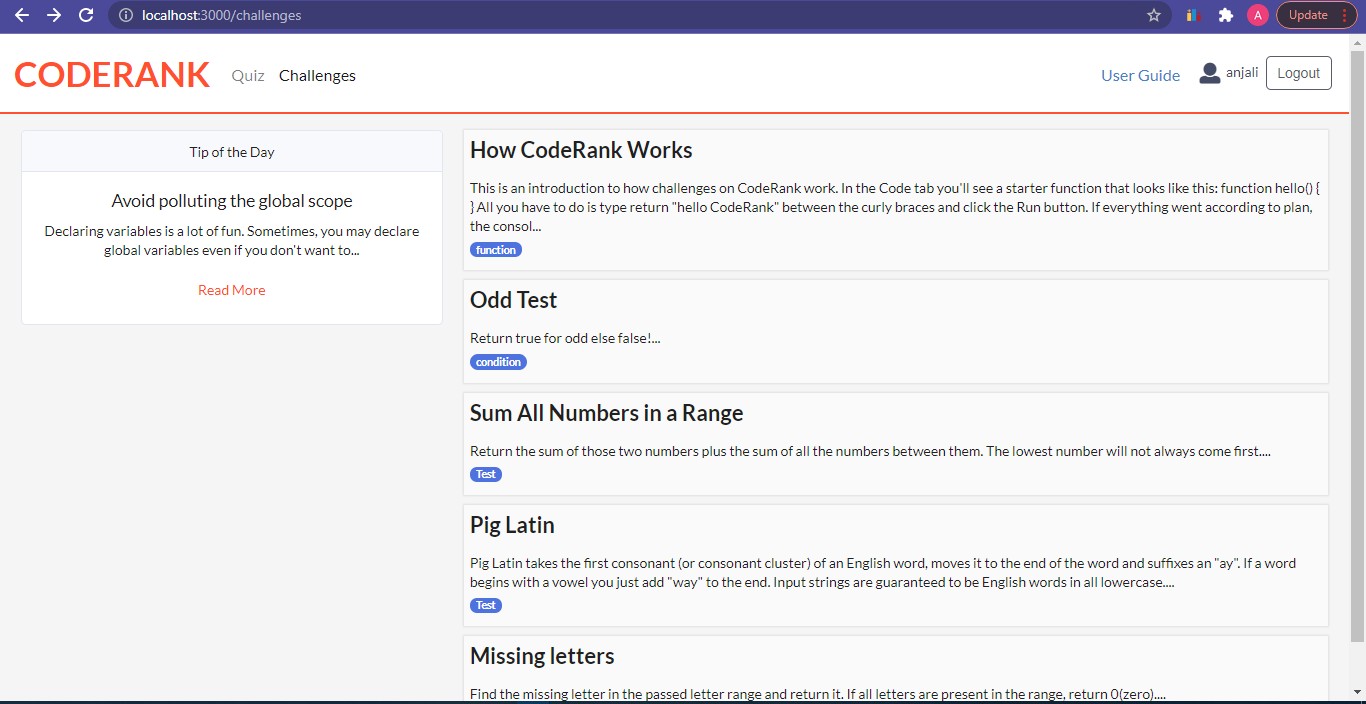 localhost:3000/challenges
A
Update
CODERANK
Quiz
Challenges
User Guide
anjali
Logout
Tip of the Day
Avoid polluting the global scope
Declaring variables is a lot of fun. Sometimes, you may declare
global variables even if you don't want to...
Read More
How CodeRank Works
This is an introduction to how challenges on CodeRank work. In the Code tab you'll see a starter function that looks like this: function hello() {
} All you have to do is type return "hello CodeRank" between the curly braces and click the Run button. If everything went according to plan,
the consol...
function
Odd Test
Return true for odd else false!...
condition
Sum All Numbers in a Range
Return the sum of those two numbers plus the sum of all the numbers between them. The lowest number will not always come first....
Test
Pig Latin
Pig Latin takes the first consonant (or consonant cluster) of an English word, moves it to the end of the word and suffixes an "ay". If a word
begins with a vowel you just add "way" to the end. Input strings are guaranteed to be English words in all lowercase....
Test
Missing letters
Find the missing letter in the passed letter range and return it. If all letters are present in the range, return 0(zero)....